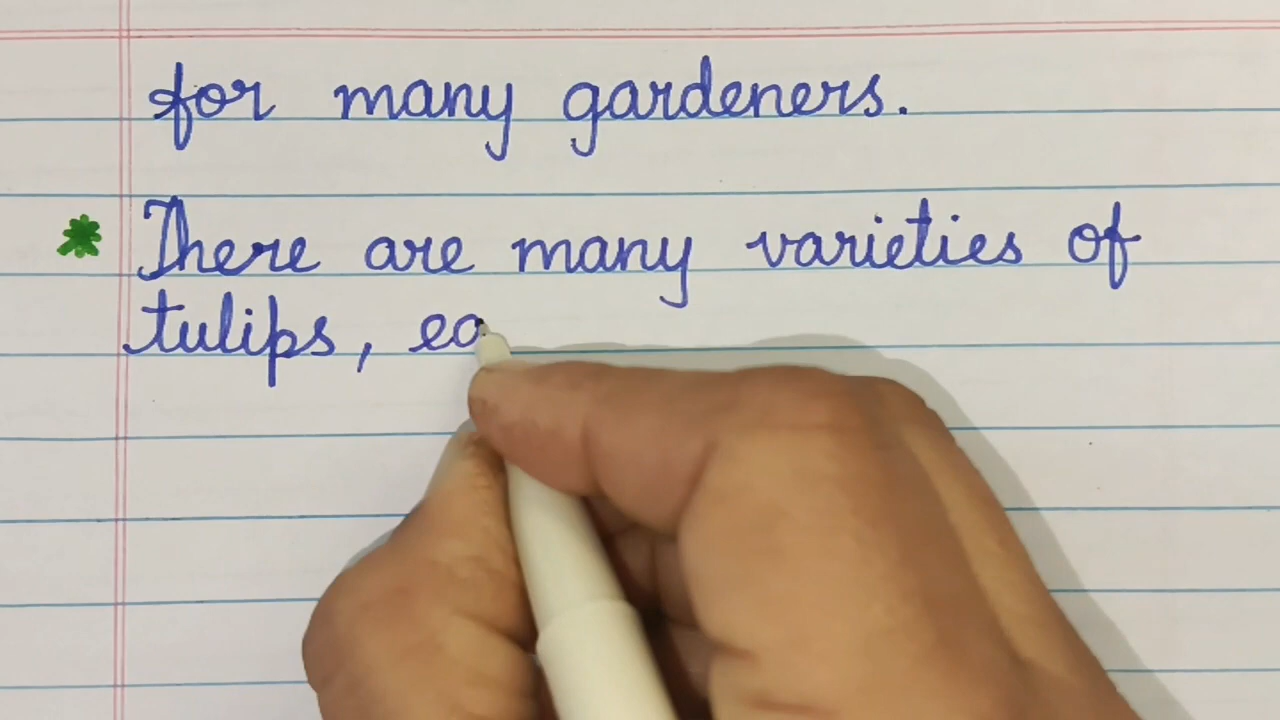 for many gardeners.
There are many varieties of
tulips, ea